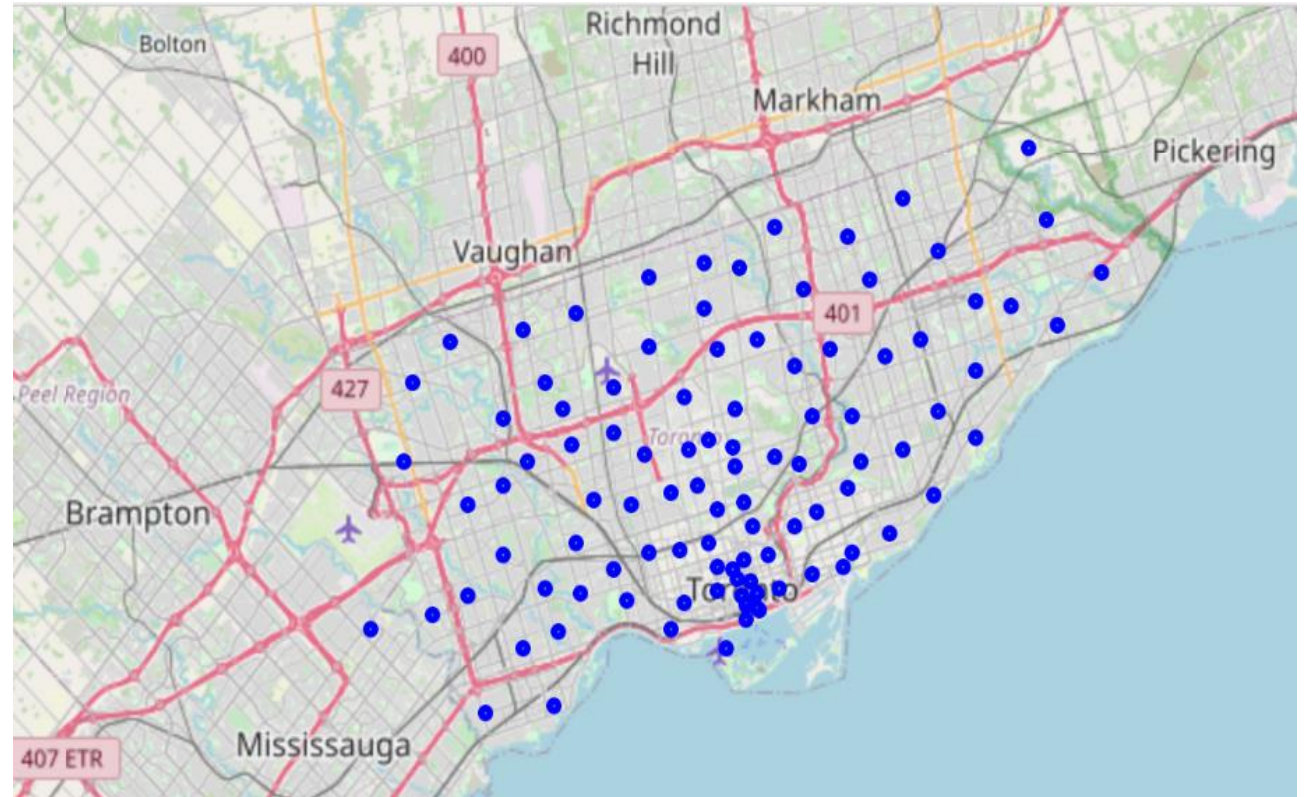 Bolton
400
Richmond
Hill
Markham
Pickering
Vaughan
401
427
Peel Region
Toronto
Brampton
Toronto
Mississauga
407 ETR